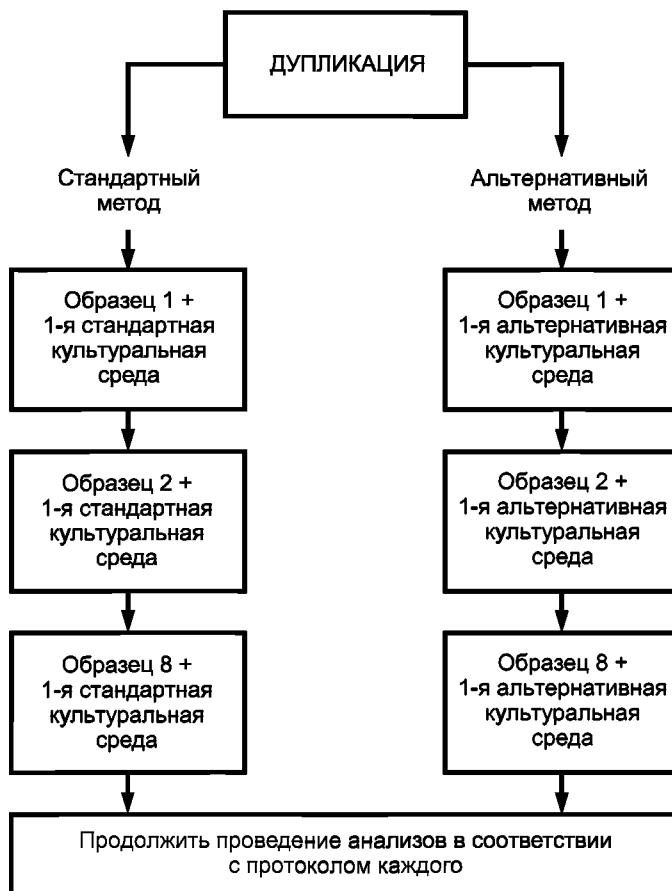 ДУПЛИКАЦИЯ
Стандартный
метод
Альтернативный
метод
Образец 1 +
1-я стандартная
культуральная
среда
Образец 1 +
1-я альтернативная
культуральная
среда
Образец 2 +
1-я стандартная
культуральная
среда
Образец 2 +
1-я альтернативная
культуральная
среда
Образец 8 +
1-я стандартная
культуральная
среда
Образец 8 +
1-я альтернативная
культуральная
среда
Продолжить проведение анализов в соответствии
с протоколом каждого